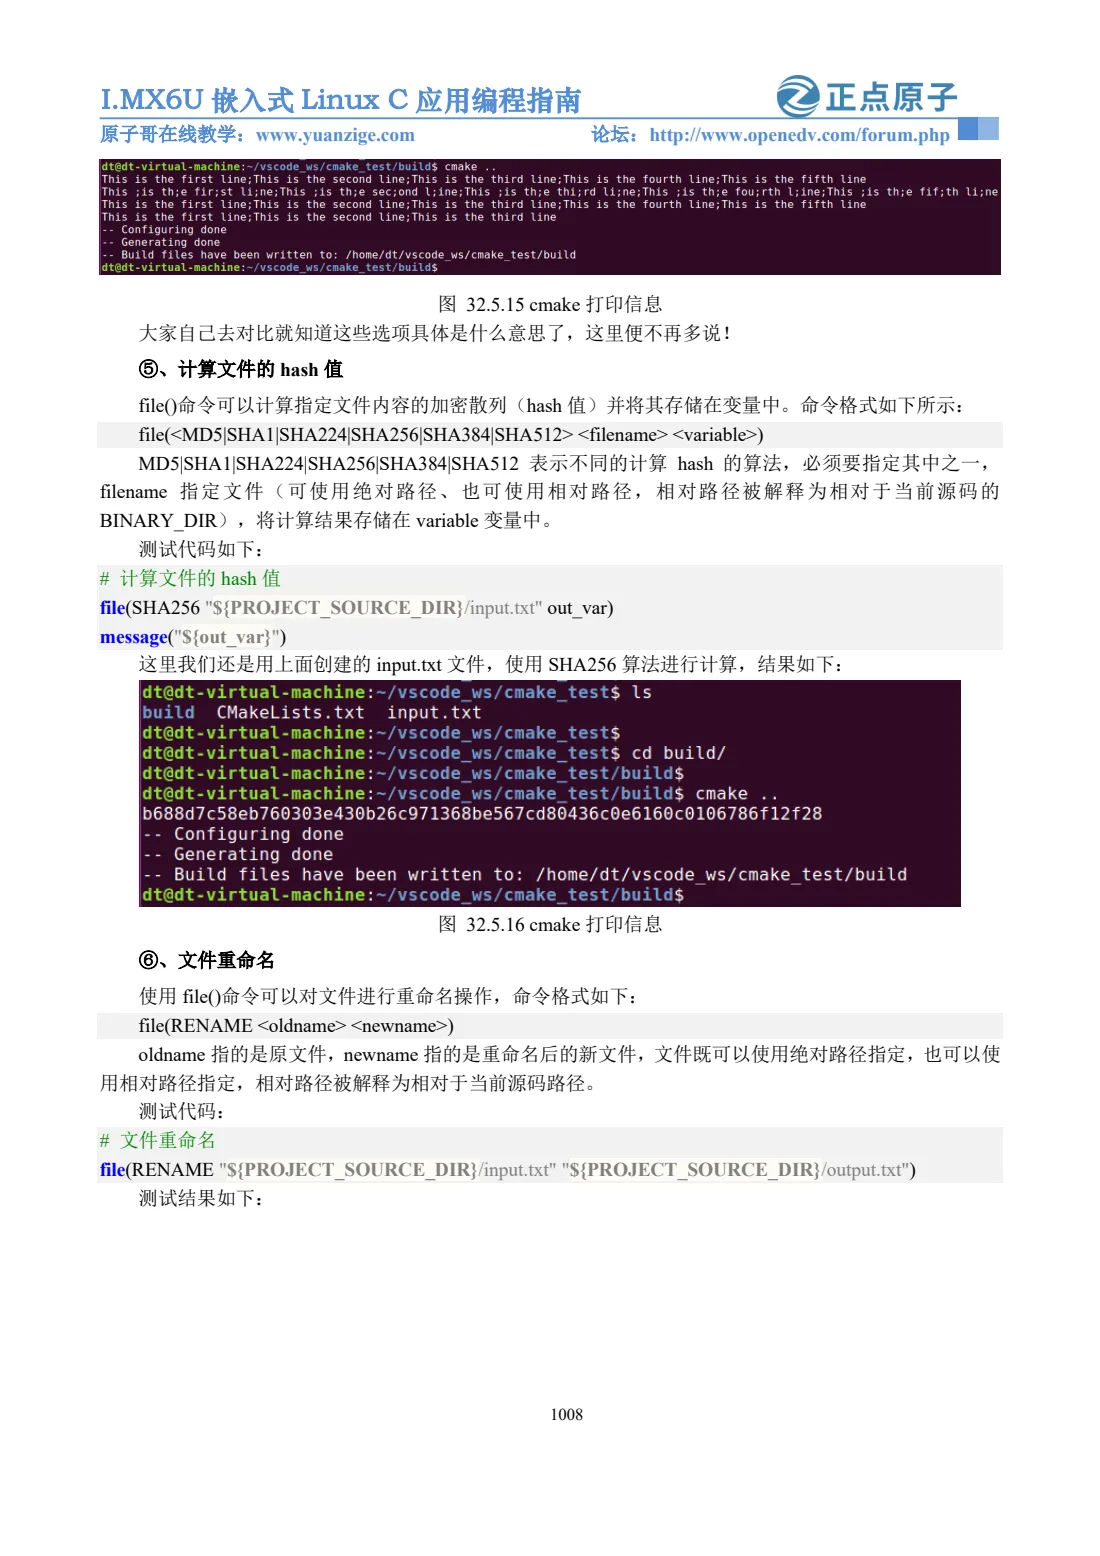 I.MX6U 嵌入式 Linux C 应用编程指南
正点原子
原子哥在线教学：www.yuanzige.com 论坛：http://www.openedv.com/forum.php
dt@dt-virtual-machine:~/vscode_ws/cmake_test/build$ cmake ..
This is the first line;This is the second line;This is the third line;This is the fourth line;This is the fifth line
This ;is th;e fir;st li;ne;This ;is th;e sec;ond l;ine;This ;is th;e thi;rd li;ne;This ;is th;e fou;rth l;ine;This ;is th;e fif;th li;ne
This is the first line;This is the second line;This is the third line;This is the fourth line;This is the fifth line
This is the first line;This is the second line;This is the third line
-- Configuring done
-- Generating done
-- Build files have been written to: /home/dt/vscode_ws/cmake_test/build
dt@dt-virtual-machine:~/vscode_ws/cmake_test/build$
图 32.5.15 cmake 打印信息
大家自己去对比就知道这些选项具体是什么意思了，这里便不再多说！
⑤、计算文件的 hash 值
file()命令可以计算指定文件内容的加密散列（hash 值）并将其存储在变量中。命令格式如下所示：
file(<MD5|SHA1|SHA224|SHA256|SHA384|SHA512> <filename> <variable>)
MD5|SHA1|SHA224|SHA256|SHA384|SHA512 表示不同的计算 hash 的算法，必须要指定其中之一，
filename 指定文件（可使用绝对路径、也可使用相对路径，相对路径被解释为相对于当前源码的
BINARY_DIR），将计算结果存储在 variable 变量中。
测试代码如下：
# 计算文件的 hash 值
file(SHA256 "${PROJECT_SOURCE_DIR}/input.txt" out_var)
message("${out_var}")
这里我们还是用上面创建的 input.txt 文件，使用 SHA256 算法进行计算，结果如下：
dt@dt-virtual-machine:~/vscode_ws/cmake_test$ ls
build CMakeLists.txt input.txt
dt@dt-virtual-machine:~/vscode_ws/cmake_test$
dt@dt-virtual-machine:~/vscode_ws/cmake_test$ cd build/
dt@dt-virtual-machine:~/vscode_ws/cmake_test/build$
dt@dt-virtual-machine:~/vscode_ws/cmake_test/build$ cmake ..
b688d7c58eb760303e430b26c971368be567cd80436c0e6160c0106786f12f28
-- Configuring done
-- Generating done
-- Build files have been written to: /home/dt/vscode_ws/cmake_test/build
dt@dt-virtual-machine:~/vscode_ws/cmake_test/build$
图 32.5.16 cmake 打印信息
⑥、文件重命名
使用 file()命令可以对文件进行重命名操作，命令格式如下：
file(RENAME <oldname> <newname>)
oldname 指的是原文件，newname 指的是重命名后的新文件，文件既可以使用绝对路径指定，也可以使
用相对路径指定，相对路径被解释为相对于当前源码路径。
测试代码：
# 文件重命名
file(RENAME "${PROJECT_SOURCE_DIR}/input.txt" "${PROJECT_SOURCE_DIR}/output.txt")
测试结果如下：
1008